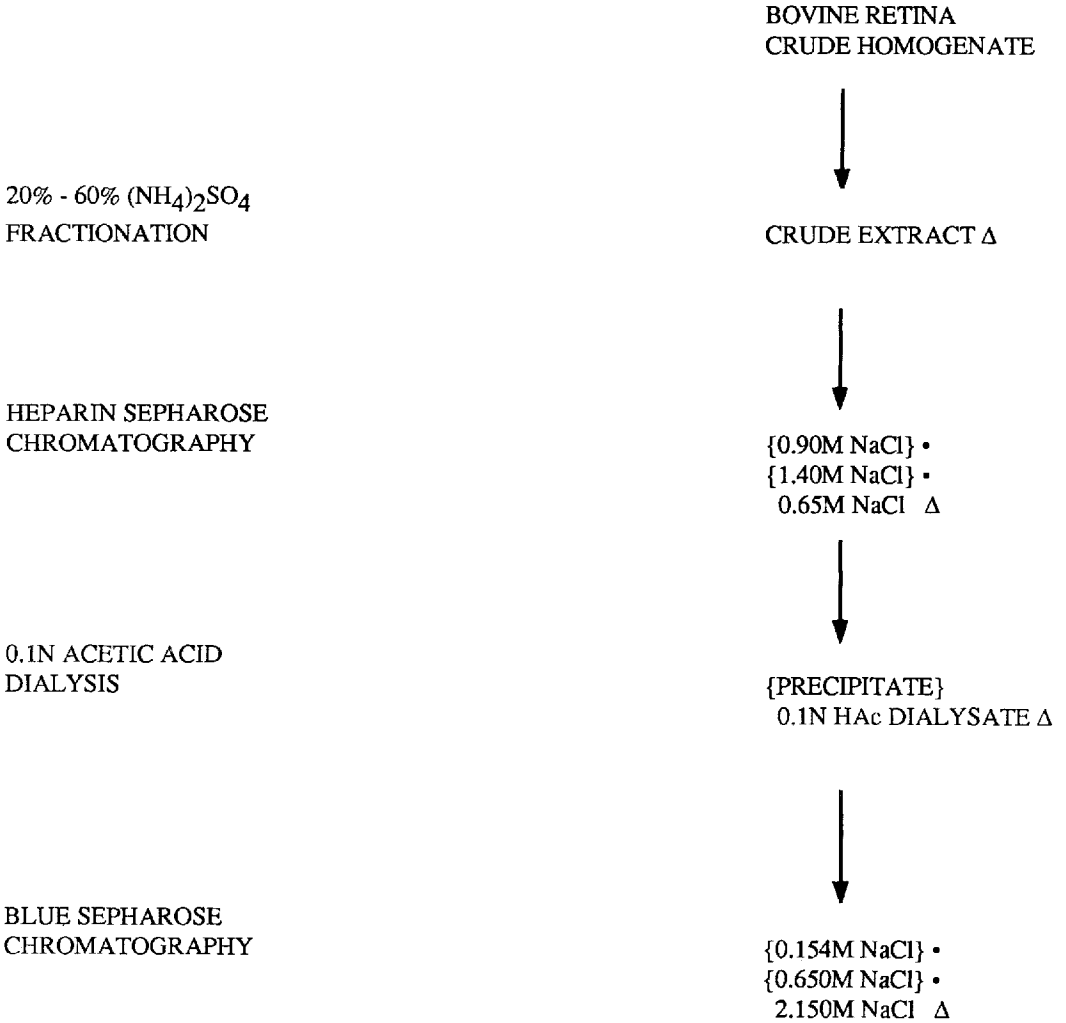 BOVINE RETINA
CRUDE HOMOGENATE
20% - 60% (NH4)2SO4
FRACTIONATION
CRUDE EXTRACT Δ
HEPARIN SEPHAROSE
CHROMATOGRAPHY
{0.90M NaCl} •
{1.40M NaCl} •
0.65M NaCl Δ
0.1N ACETIC ACID
DIALYSIS
{PRECIPITATE}
0.1N HAc DIALYSATE Δ
BLUE SEPHAROSE
CHROMATOGRAPHY
{0.154M NaCl} •
{0.650M NaCl} •
2.150M NaCl Δ